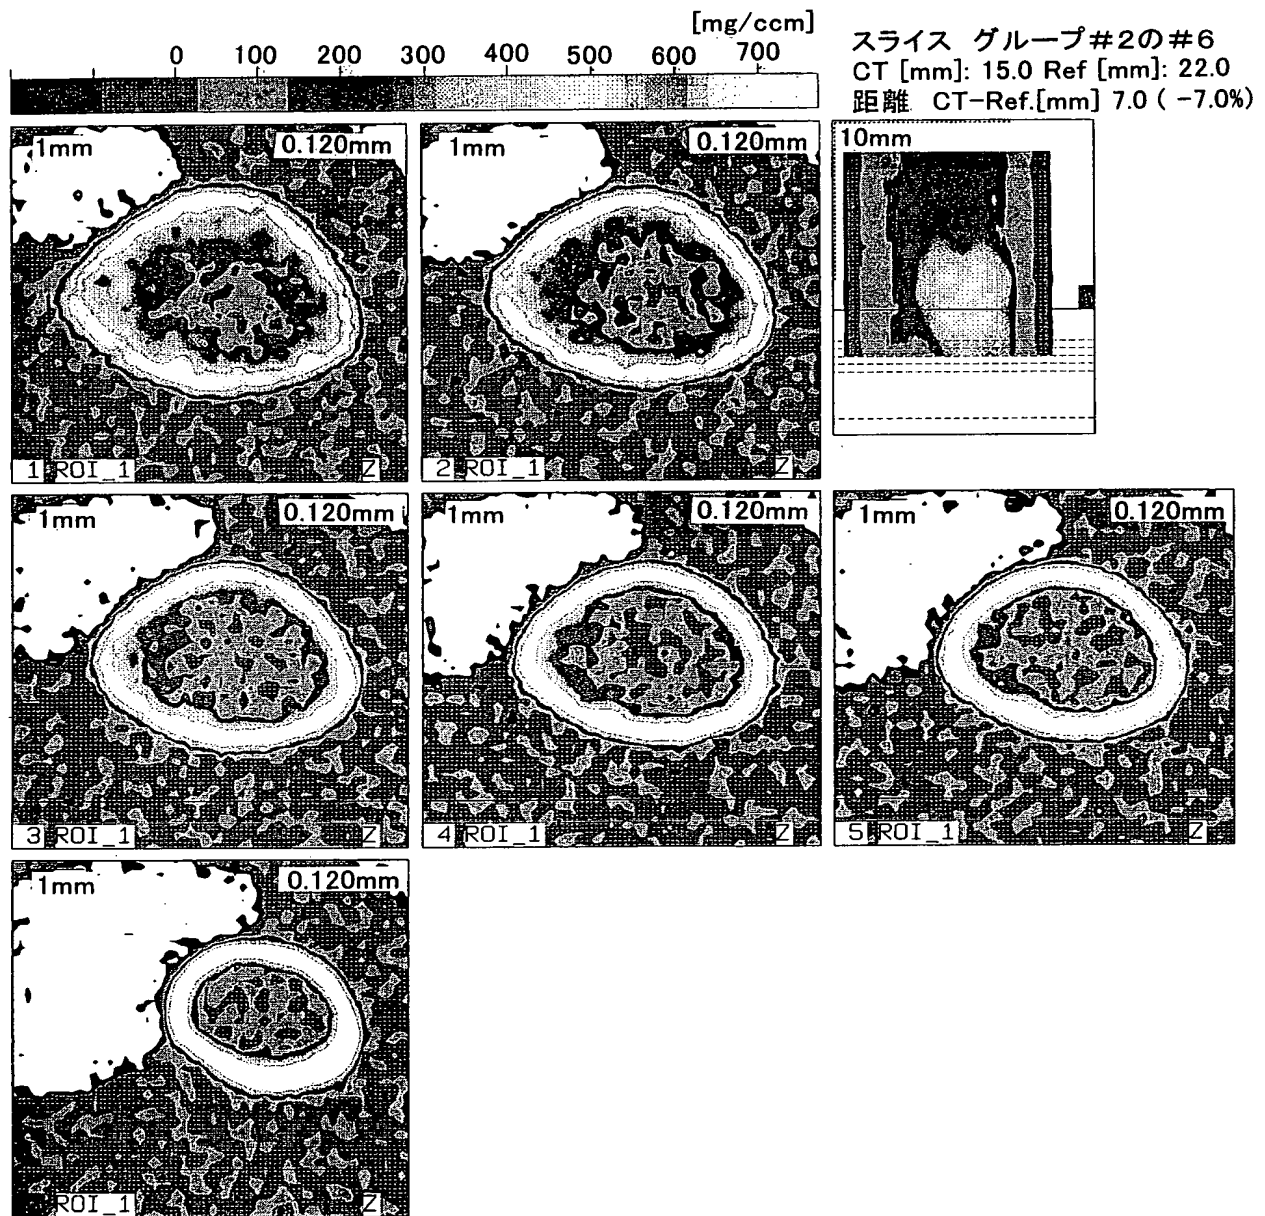 [mg/ccm]
0 100 200 300 400 500 600 700
スライス グループ#2の#6
CT [mm]: 15.0 Ref [mm]: 22.0
距離 CT-Ref.[mm] 7.0 ( -7.0%)
1mm 0.120mm
1 ROI_1 Z
1mm 0.120mm
2 ROI_1 Z
10mm
1mm 0.120mm
3 ROI_1 Z
1mm 0.120mm
4 ROI_1 Z
1mm 0.120mm
5 ROI_1 Z
1mm 0.120mm
ROI_1 Z